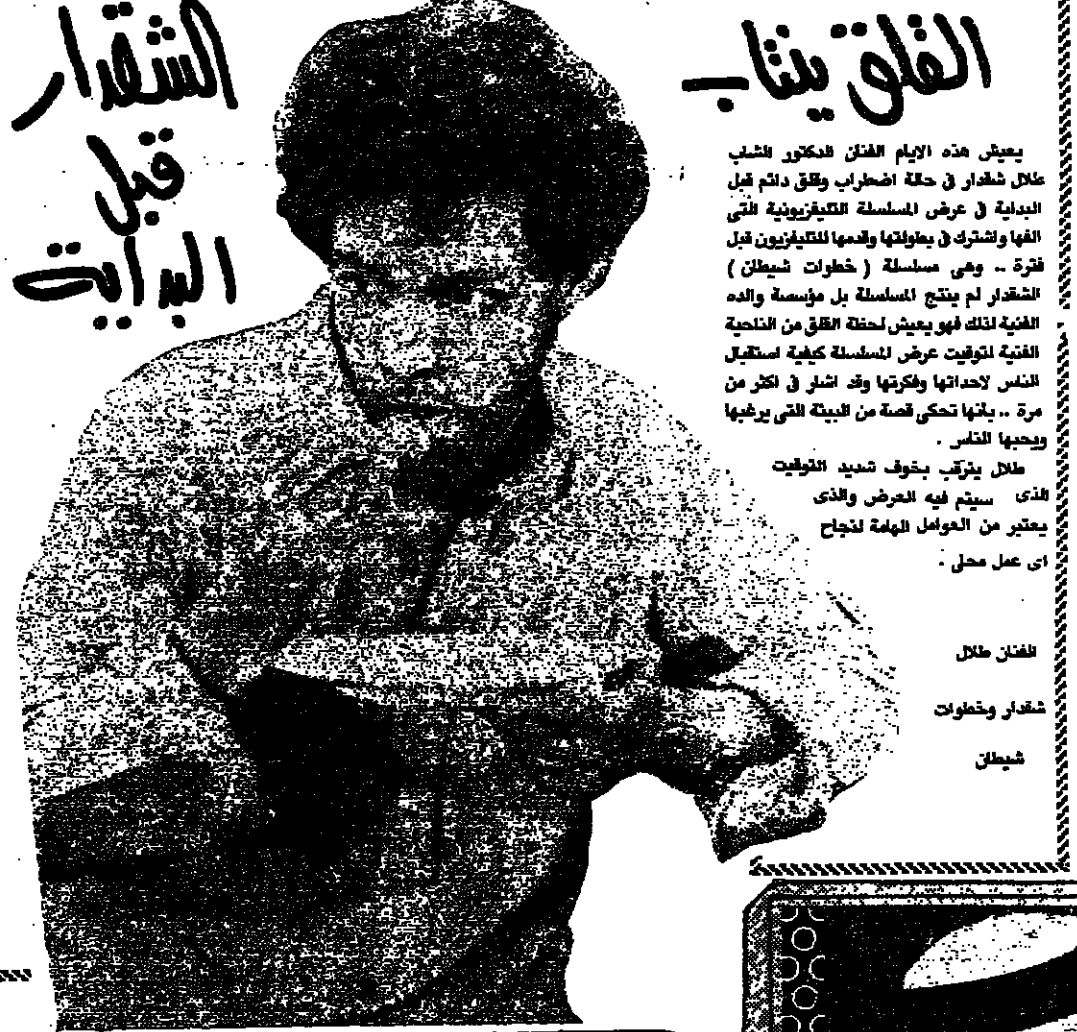 القلق ينتاب
الشقدار
قبل
البداية
يعيش هذه الايام الفنان الدكتور الشاب
طلال شقدار في حالة اضطراب وقلق دائم قبل
البداية في عرض المسلسلة التليفزيونية التى
الفها واشترك في بطولتها وقدمها للتليفزيون قبل
فترة .. وهى مسلسلة ( خطوات شيطان )
الشقدار لم ينتج المسلسلة بل مؤسسة والده
الفنية لذلك فهو يعيش لحظة القلق من الناحية
الفنية لتوقيت عرض المسلسلة كيفية استقبال
الناس لاحداثها وفكرتها وقد اشار في اكثر من
مرة .. بانها تحكى قصة من البيئة التى يرغبها
ويحبها الناس .
طلال يترقب بخوف شديد التوقيت
الذى سيتم فيه العرض والذى
يعتبر من العوامل الهامة لنجاح
اى عمل محلى .
الفنان طلال
شقدار وخطوات
شيطان